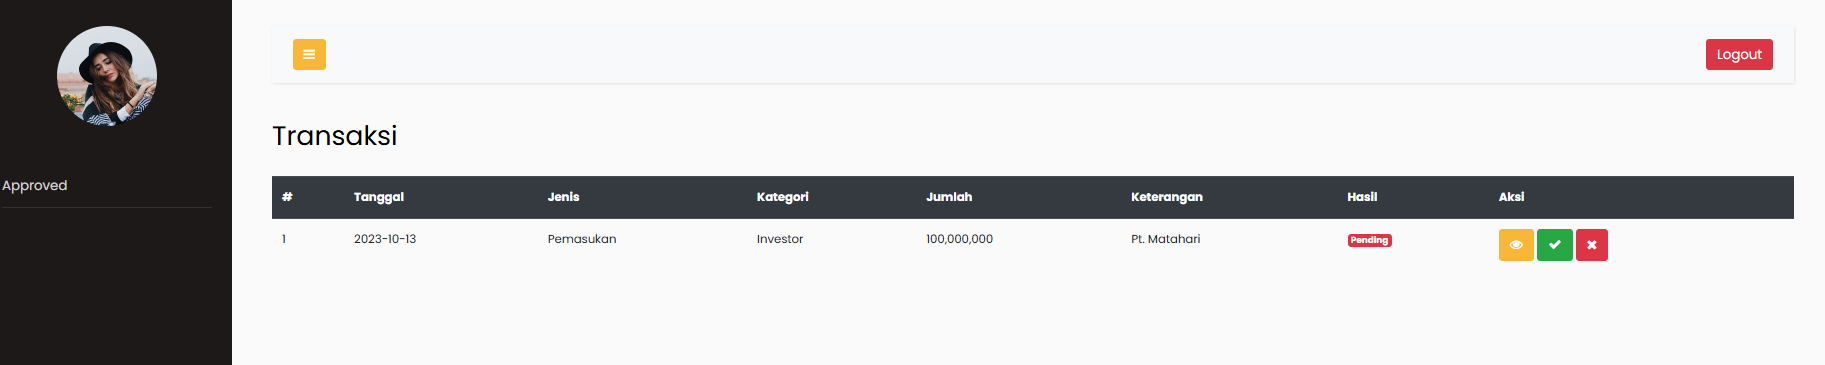 Logout
Approved
Transaksi
# Tanggal Jenis Kategori Jumlah Keterangan Hasil Aksi
1 2023-10-13 Pemasukan Investor 100,000,000 Pt. Matahari Pending